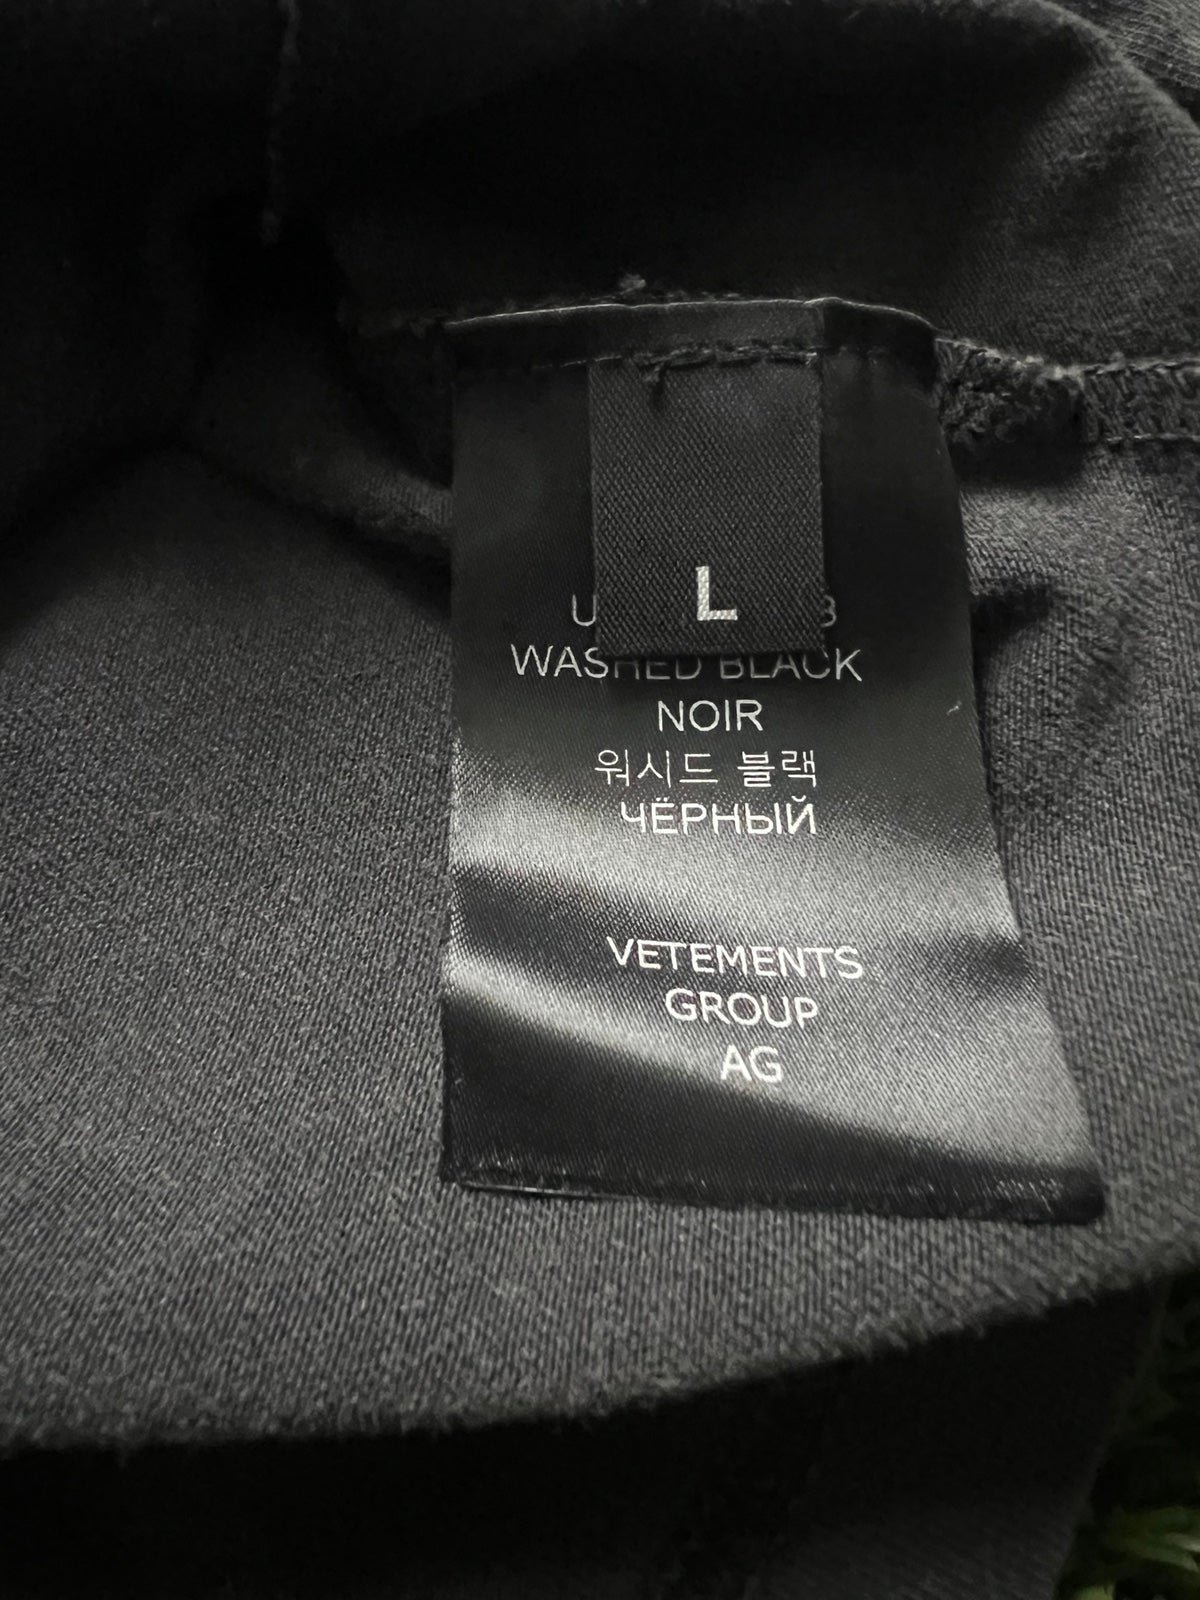 L
WASHED BLACK
NOIR
워시드 블랙
ЧЁРНЫЙ
VETEMENTS
GROUP
AG